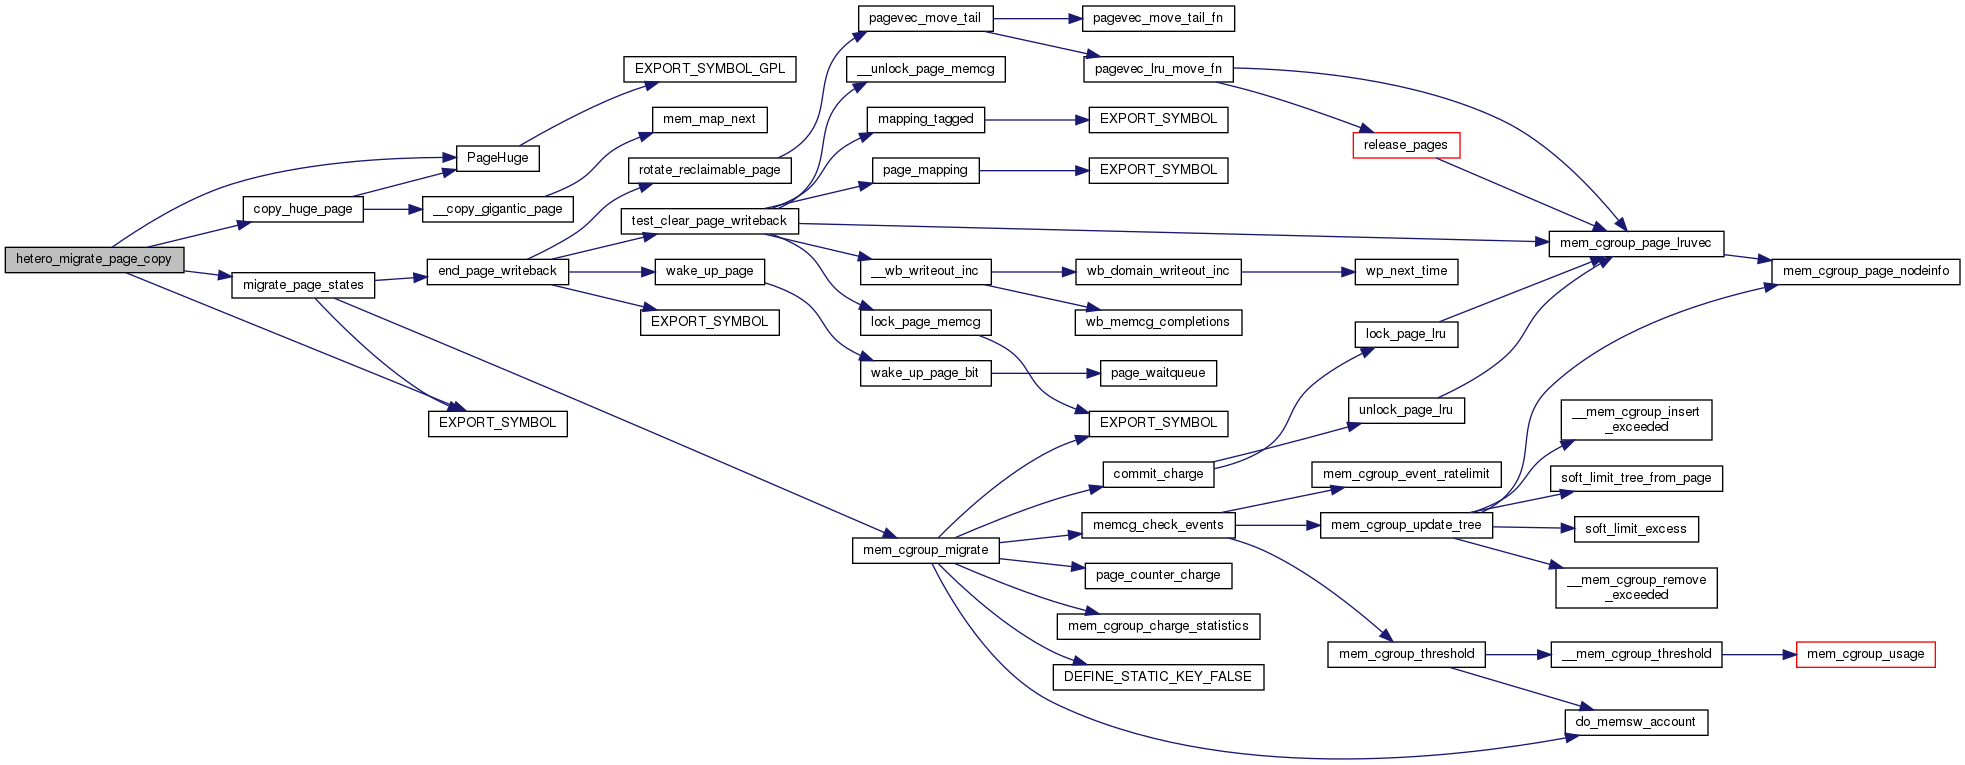 hetero_migrate_page_copy
PageHuge
copy_huge_page
migrate_page_states
EXPORT_SYMBOL_GPL
mem_map_next
__copy_gigantic_page
end_page_writeback
EXPORT_SYMBOL
rotate_reclaimable_page
test_clear_page_writeback
wake_up_page
EXPORT_SYMBOL
pagevec_move_tail
__unlock_page_memcg
mapping_tagged
page_mapping
__wb_writeout_inc
lock_page_memcg
wake_up_page_bit
mem_cgroup_migrate
pagevec_move_tail_fn
pagevec_lru_move_fn
EXPORT_SYMBOL
EXPORT_SYMBOL
wb_domain_writeout_inc
wb_memcg_completions
page_waitqueue
EXPORT_SYMBOL
commit_charge
memcg_check_events
page_counter_charge
mem_cgroup_charge_statistics
DEFINE_STATIC_KEY_FALSE
release_pages
wp_next_time
lock_page_lru
unlock_page_lru
mem_cgroup_event_ratelimit
mem_cgroup_update_tree
mem_cgroup_threshold
mem_cgroup_page_lruvec
__mem_cgroup_insert
_exceeded
soft_limit_tree_from_page
soft_limit_excess
__mem_cgroup_remove
_exceeded
__mem_cgroup_threshold
do_memsw_account
mem_cgroup_page_nodeinfo
mem_cgroup_usage